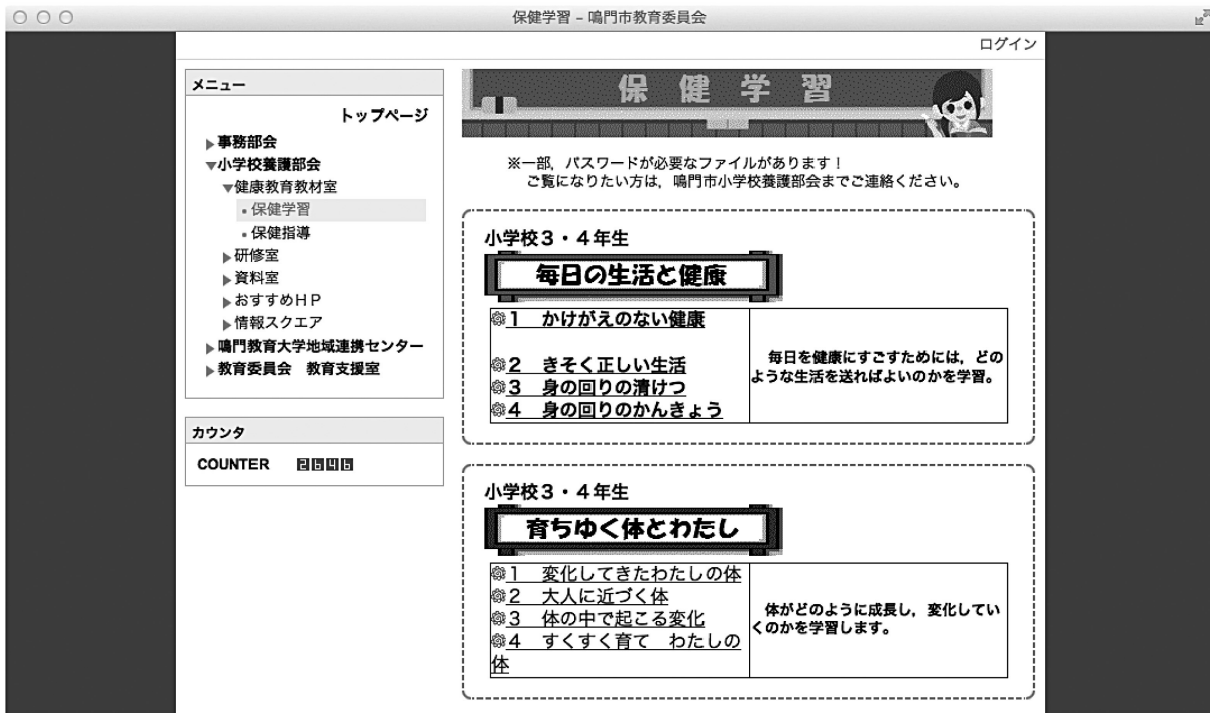 保健学習 – 鳴門市教育委員会
ログイン
メニュー
トップページ
事務部会
小学校養護部会
健康教育教材室
保健学習
保健指導
研修室
資料室
おすすめＨＰ
情報スクエア
鳴門教育大学地域連携センター
教育委員会　教育支援室
カウンタ
COUNTER 2646
保健学習
※一部，パスワードが必要なファイルがあります！
ご覧になりたい方は，鳴門市小学校養護部会までご連絡ください。
小学校３・４年生
毎日の生活と健康
１　かけがえのない健康
２　きそく正しい生活
３　身の回りの清けつ
４　身の回りのかんきょう
毎日を健康にすごすためには，どの
ような生活を送ればよいのかを学習。
小学校３・４年生
育ちゆく体とわたし
１　変化してきたわたしの体
２　大人に近づく体
３　体の中で起こる変化
４　すくすく育て　わたしの
体
体がどのように成長し，変化してい
くのかを学習します。